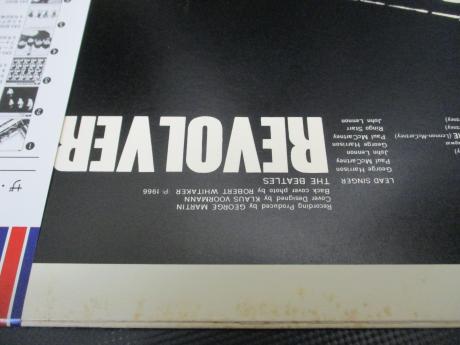 LEAD SINGER
George Harrison
Paul McCartney
John Lennon
George Harrison
Paul McCartney
Ringo Starr
John Lennon
(Lennon-McCartney)
Recording Produced by GEORGE MARTIN
Cover Designed by KLAUS VOORMANN
Back cover photo by ROBERT WHITAKER ℗ 1966
THE BEATLES
REVOLVER